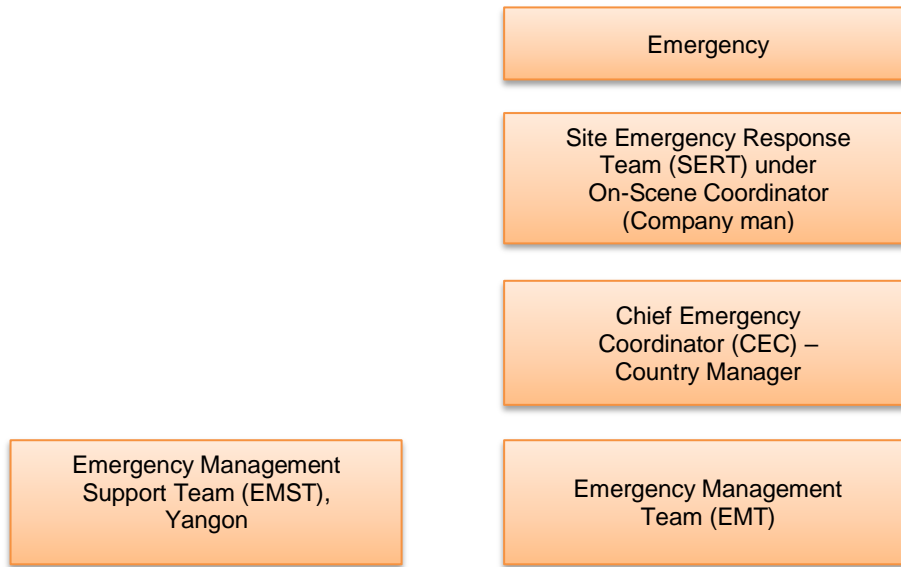 Emergency
Site Emergency Response
Team (SERT) under
On-Scene Coordinator
(Company man)
Chief Emergency
Coordinator (CEC) –
Country Manager
Emergency Management
Support Team (EMST),
Yangon
Emergency Management
Team (EMT)